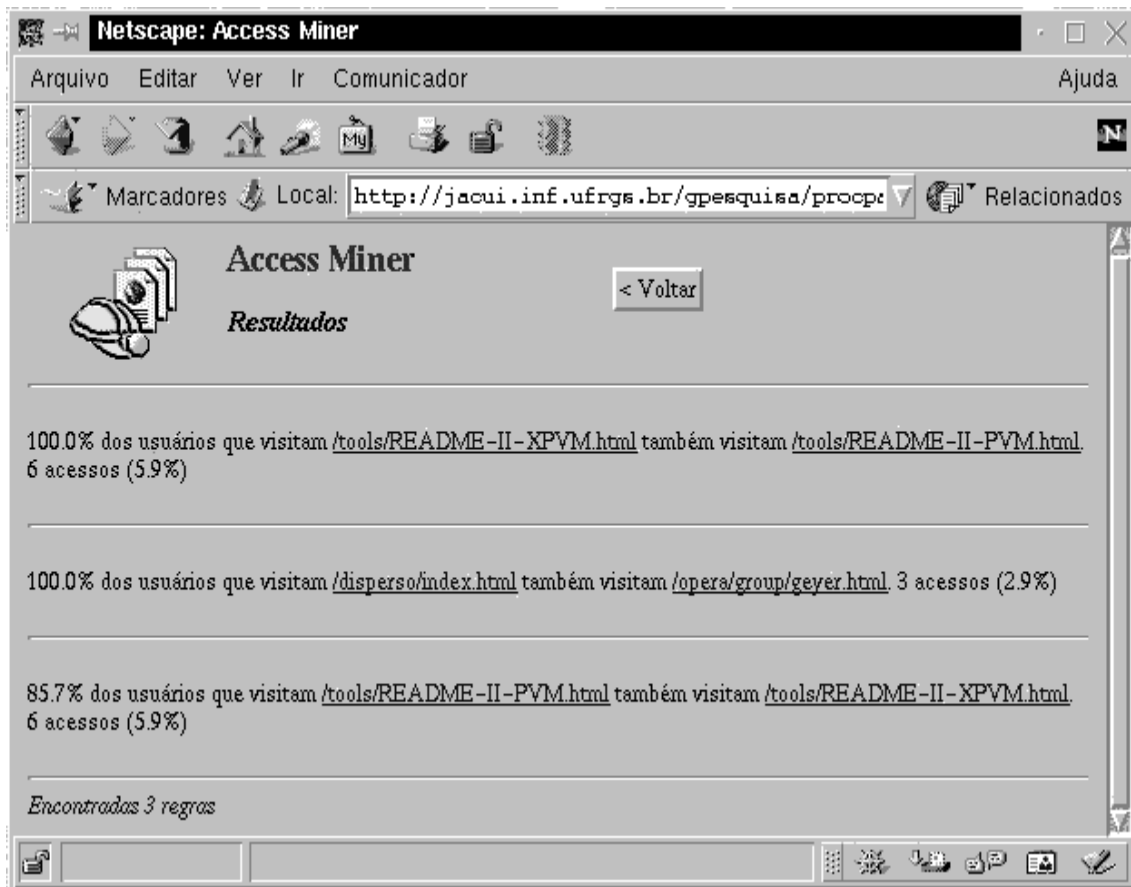 Netscape: Access Miner
Arquivo Editar Ver Ir Comunicador Ajuda
My
N
Marcadores Local: http://jacui.inf.ufrgs.br/gpesquisa/procpa Relacionados
Access Miner
< Voltar
Resultados
100.0% dos usuários que visitam /tools/README-II-XPVM.html também visitam /tools/README-II-PVM.html.
6 acessos (5.9%)
100.0% dos usuários que visitam /disperso/index.html também visitam /opera/group/geyer.html. 3 acessos (2.9%)
85.7% dos usuários que visitam /tools/README-II-PVM.html também visitam /tools/README-II-XPVM.html.
6 acessos (5.9%)
Encontradas 3 regras